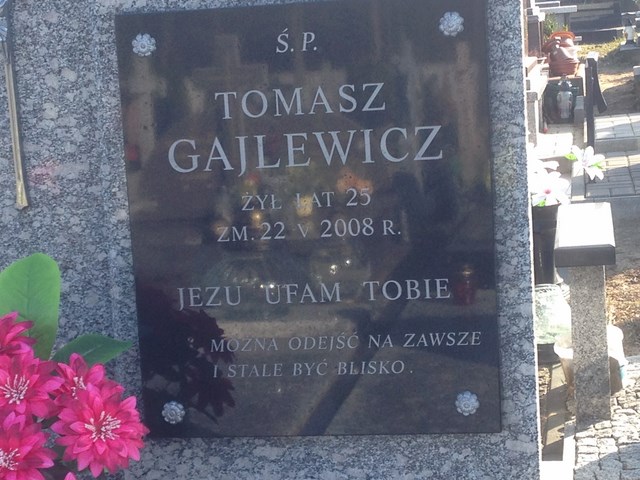 Ś. P.
TOMASZ
GAJLEWICZ
ŻYŁ LAT 25
ZM. 22 V 2008 R.
JEZU UFAM TOBIE
MOŻNA ODEJŚĆ NA ZAWSZE
I STALE BYĆ BLISKO.